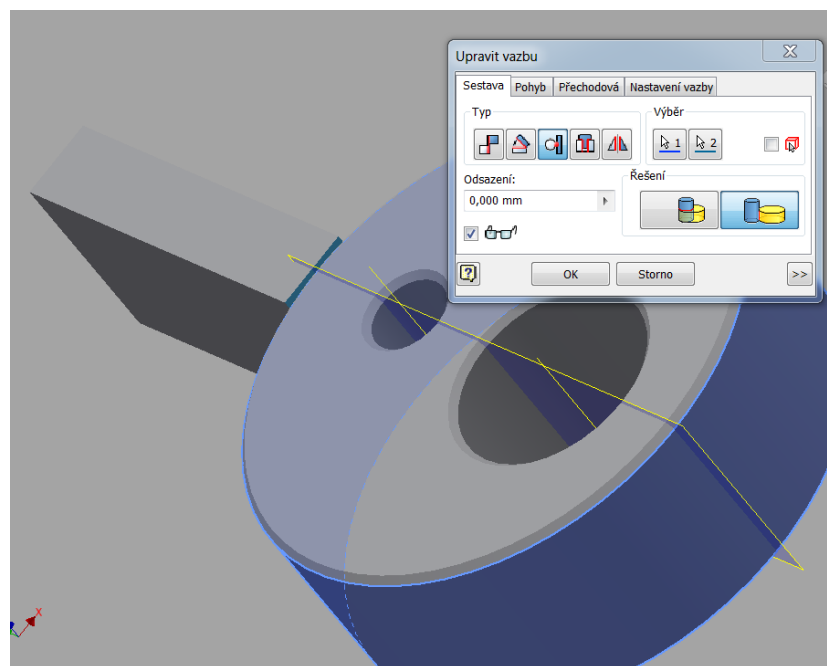 Upravit vazbu
Sestava Pohyb Přechodová Nastavení vazby
Typ Výběr
1 2
Odsazení: Řešení
0,000 mm
? OK Storno >>
X